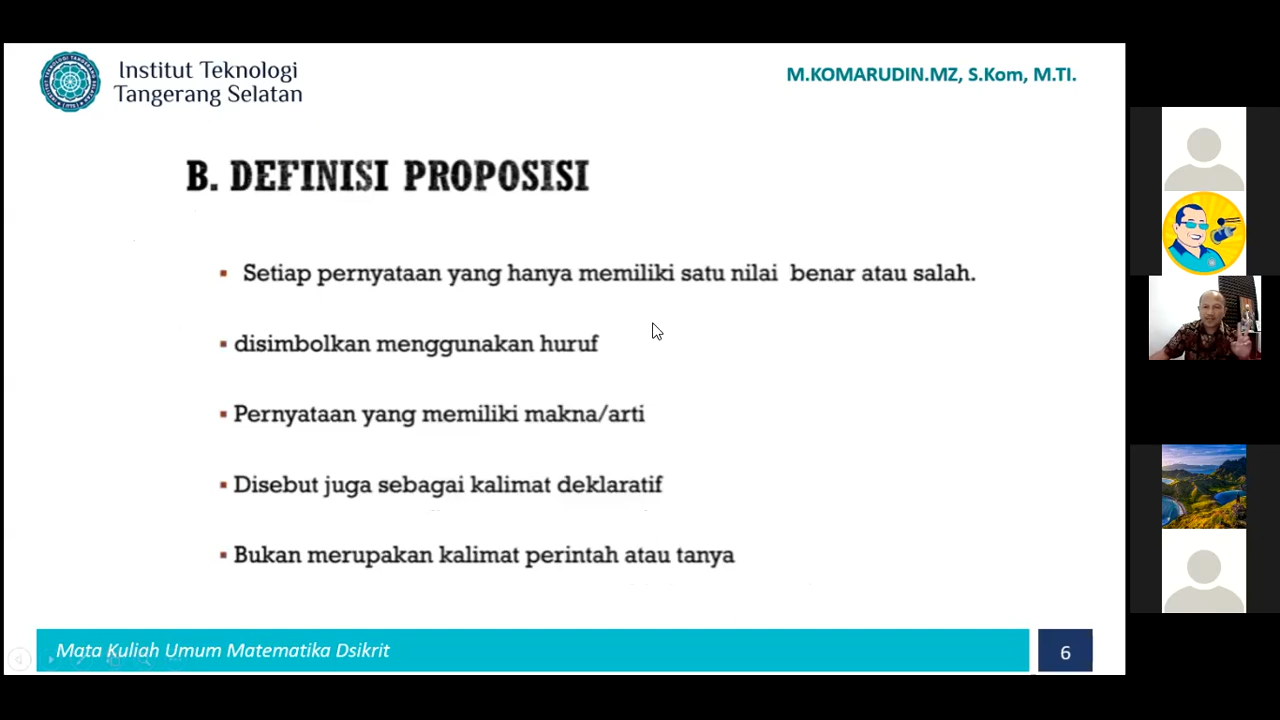 Institut Teknologi
Tangerang Selatan
M.KOMARUDIN.MZ, S.Kom, M.TI.
B. DEFINISI PROPOSISI
▪ Setiap pernyataan yang hanya memiliki satu nilai benar atau salah.
▪ disimbolkan menggunakan huruf
▪ Pernyataan yang memiliki makna/arti
▪ Disebut juga sebagai kalimat deklaratif
▪ Bukan merupakan kalimat perintah atau tanya
Mata Kuliah Umum Matematika Dsikrit
6